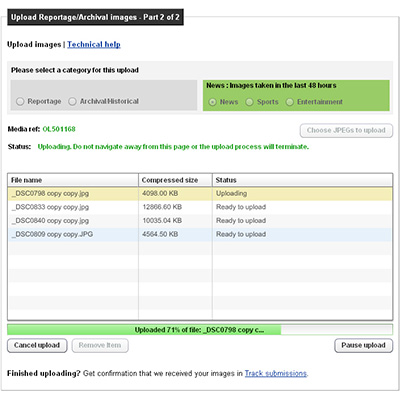 Upload Reportage/Archival images - Part 2 of 2
Upload images | Technical help
Please select a category for this upload
News : Images taken in the last 48 hours
Reportage Archival/Historical News Sports Entertainment
Media ref: OL501168 Choose JPEGs to upload
Status: Uploading. Do not navigate away from this page or the upload process will terminate.
File name Compressed size Status
_DSC0798 copy copy.jpg 4098.00 KB Uploading
_DSC0833 copy copy.jpg 12866.60 KB Ready to upload
_DSC0840 copy copy.jpg 10035.04 KB Ready to upload
_DSC0809 copy copy.JPG 4564.50 KB Ready to upload
Uploaded 71% of file: _DSC0798 copy c...
Cancel upload Remove Item Pause upload
Finished uploading? Get confirmation that we received your images in Track submissions.